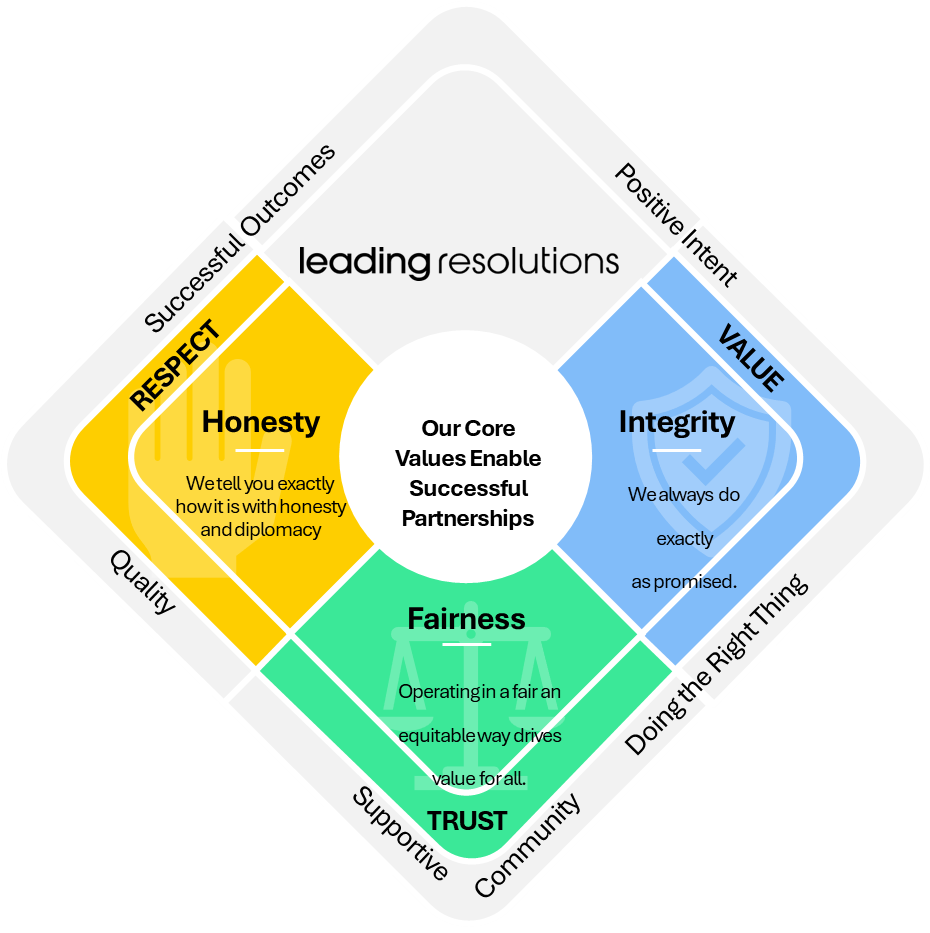 Successful Outcomes
Positive Intent
leading resolutions
RESPECT
VALUE
Honesty
We tell you exactly
how it is with honesty
and diplomacy
Our Core
Values Enable
Successful
Partnerships
Integrity
We always do
exactly
as promised.
Quality
Doing the Right Thing
Fairness
Operating in a fair an
equitable way drives
value for all.
TRUST
Supportive
Community